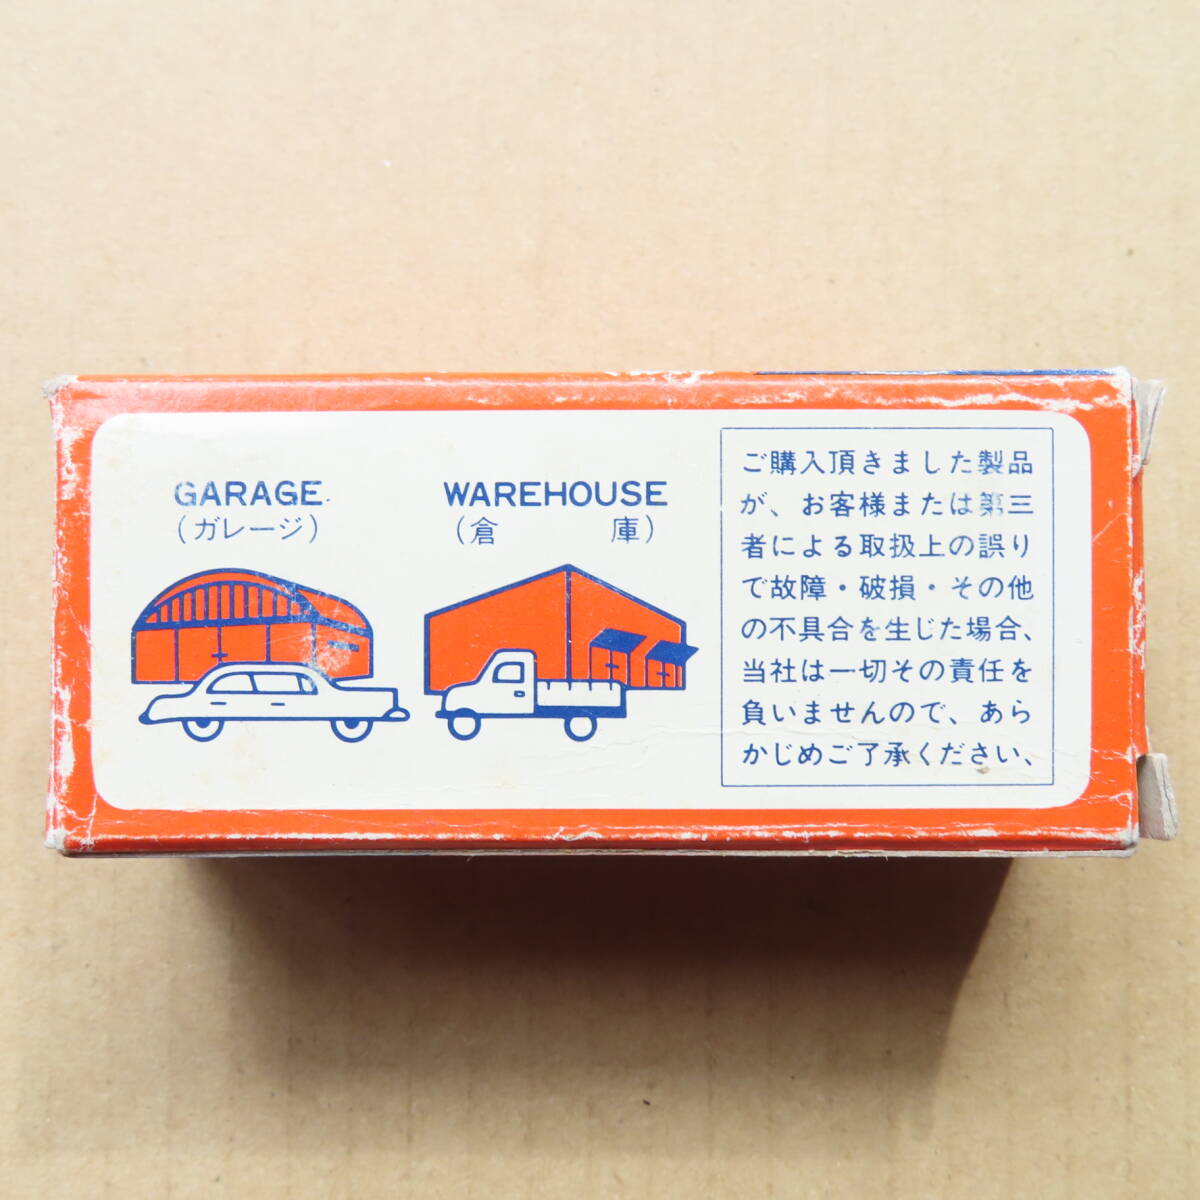 GARAGE
(ガレージ)
WAREHOUSE
(倉庫)
ご購入頂きました製品
が、お客様または第三
者による取扱上の誤り
で故障・破損・その他
の不具合を生じた場合、
当社は一切その責任を
負いませんので、あら
かじめご了承ください、